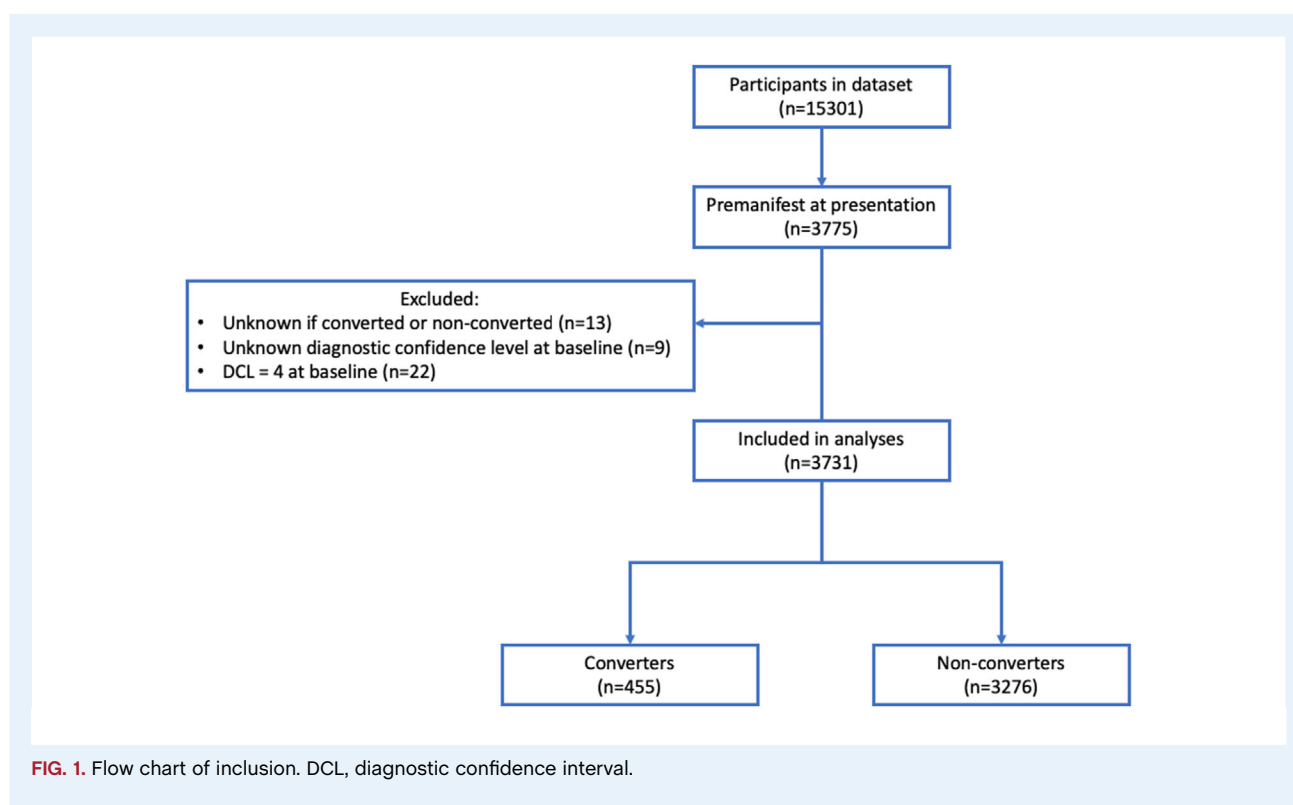 Participants in dataset
(n=15301)
Premanifest at presentation
(n=3775)
Excluded:
• Unknown if converted or non-converted (n=13)
• Unknown diagnostic confidence level at baseline (n=9)
• DCL = 4 at baseline (n=22)
Included in analyses
(n=3731)
Converters
(n=455)
Non-converters
(n=3276)
FIG. 1. Flow chart of inclusion. DCL, diagnostic confidence interval.